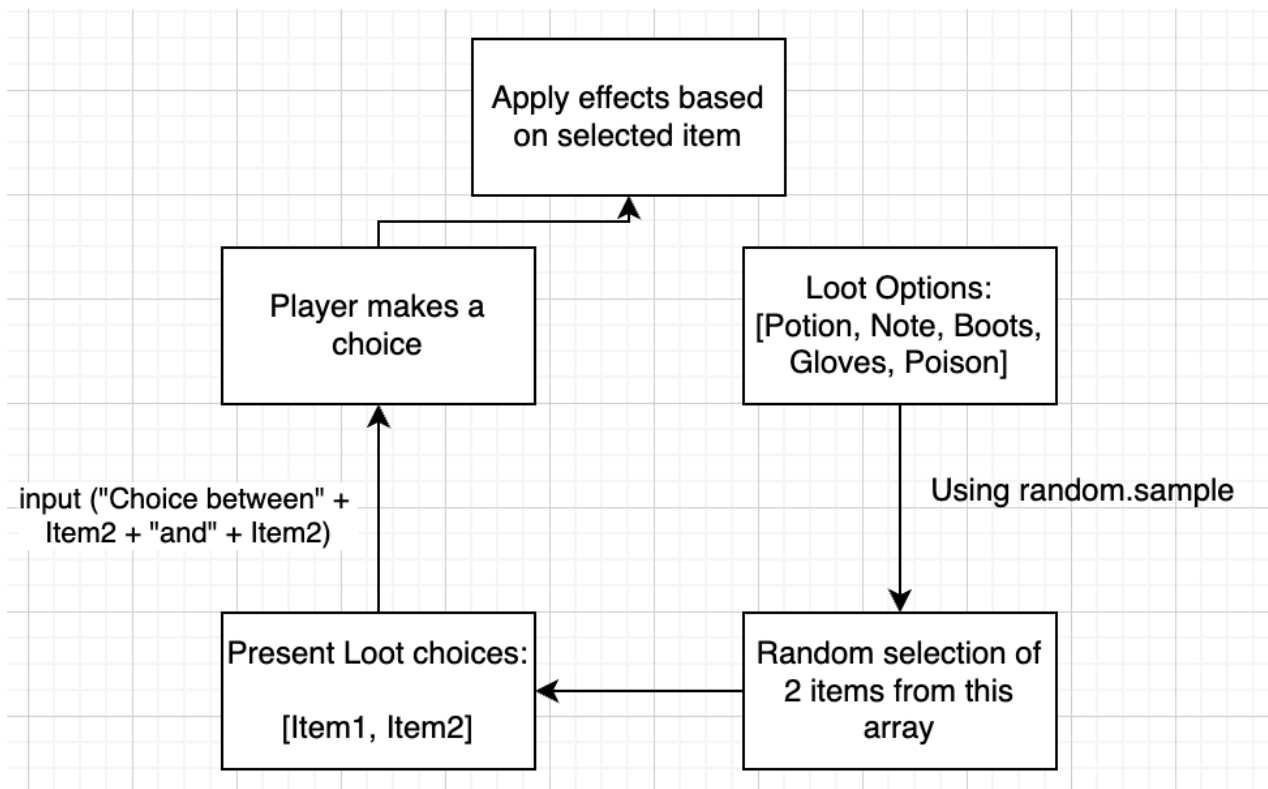 Apply effects based
on selected item
Player makes a
choice
Loot Options:
[Potion, Note, Boots,
Gloves, Poison]
input ("Choice between" +
Item2 + "and" + Item2)
Using random.sample
Present Loot choices:
[Item1, Item2]
Random selection of
2 items from this
array